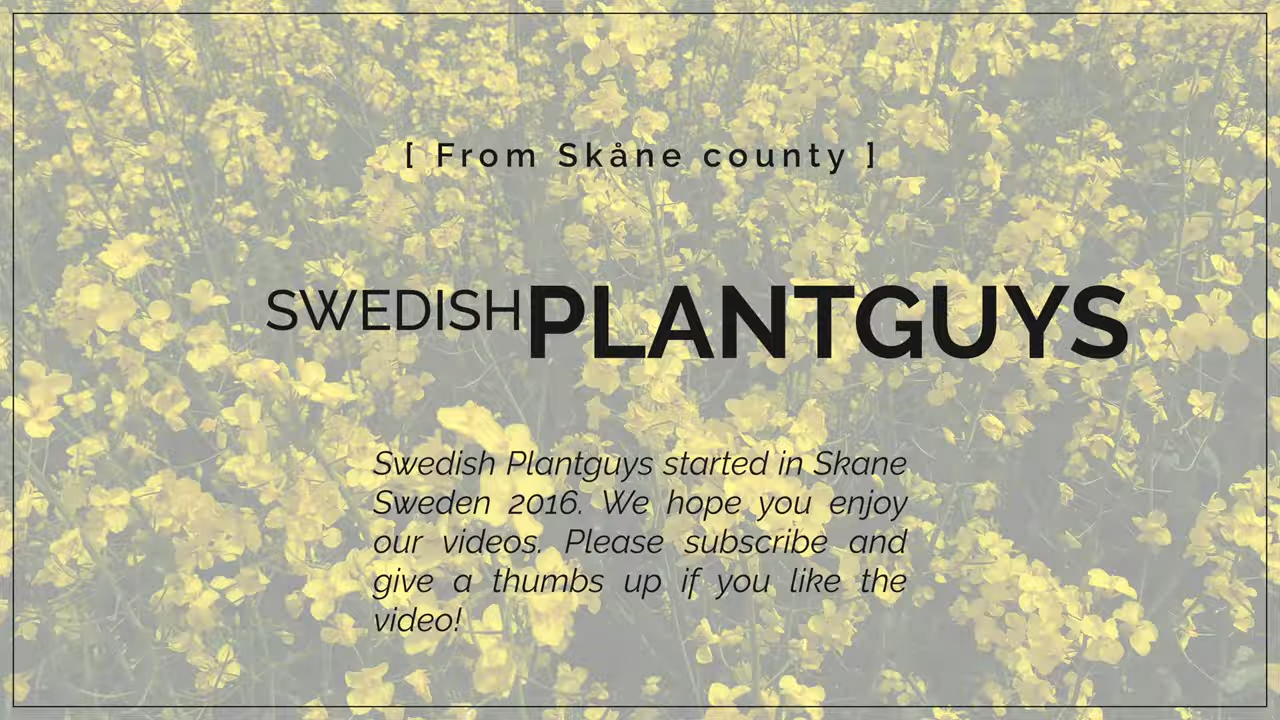 [ From Skåne county ]
SWEDISHPLANTGUYS
Swedish Plantguys started in Skane
Sweden 2016. We hope you enjoy
our videos. Please subscribe and
give a thumbs up if you like the
video!